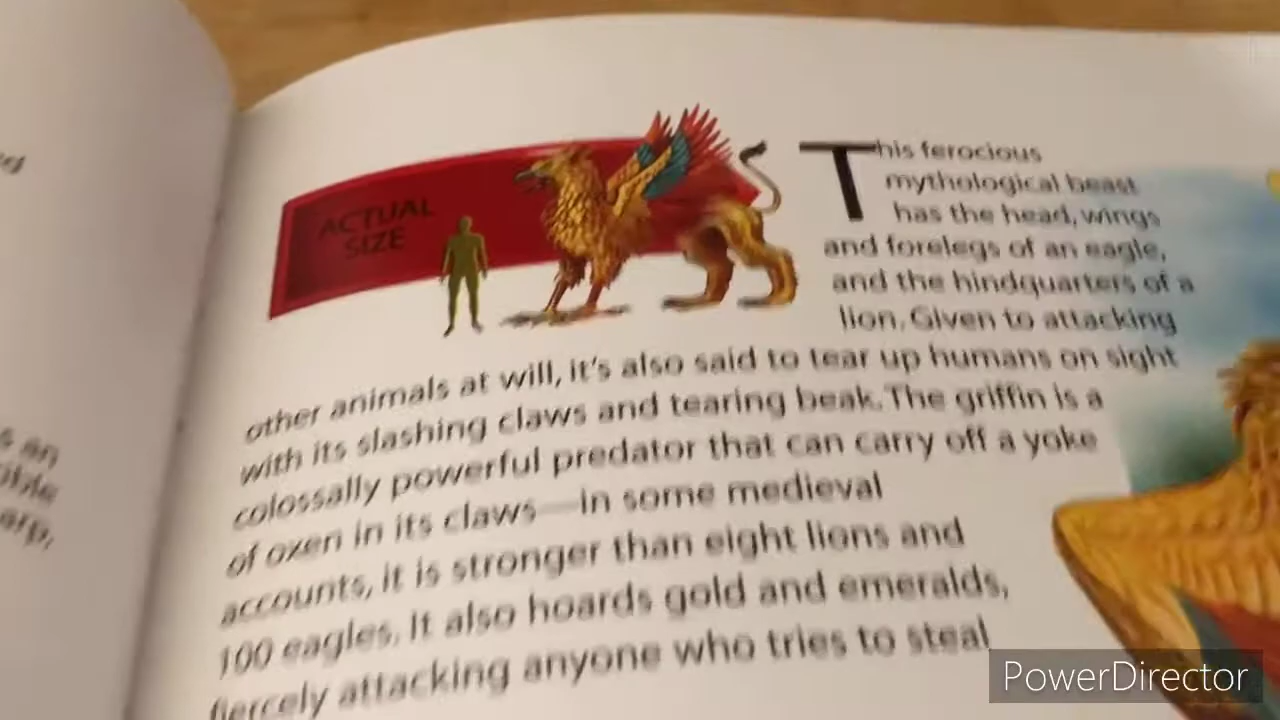 ed
s an
arp,
ACTUAL
SIZE
This ferocious
mythological beast
has the head, wings
and forelegs of an eagle,
and the hindquarters of a
lion. Given to attacking
other animals at will, it's also said to tear up humans on sight
with its slashing claws and tearing beak. The griffin is a
colossally powerful predator that can carry off a yoke
of oxen in its claws—in some medieval
accounts, it is stronger than eight lions and
100 eagles. It also hoards gold and emeralds,
fiercely attacking anyone who tries to steal
PowerDirector